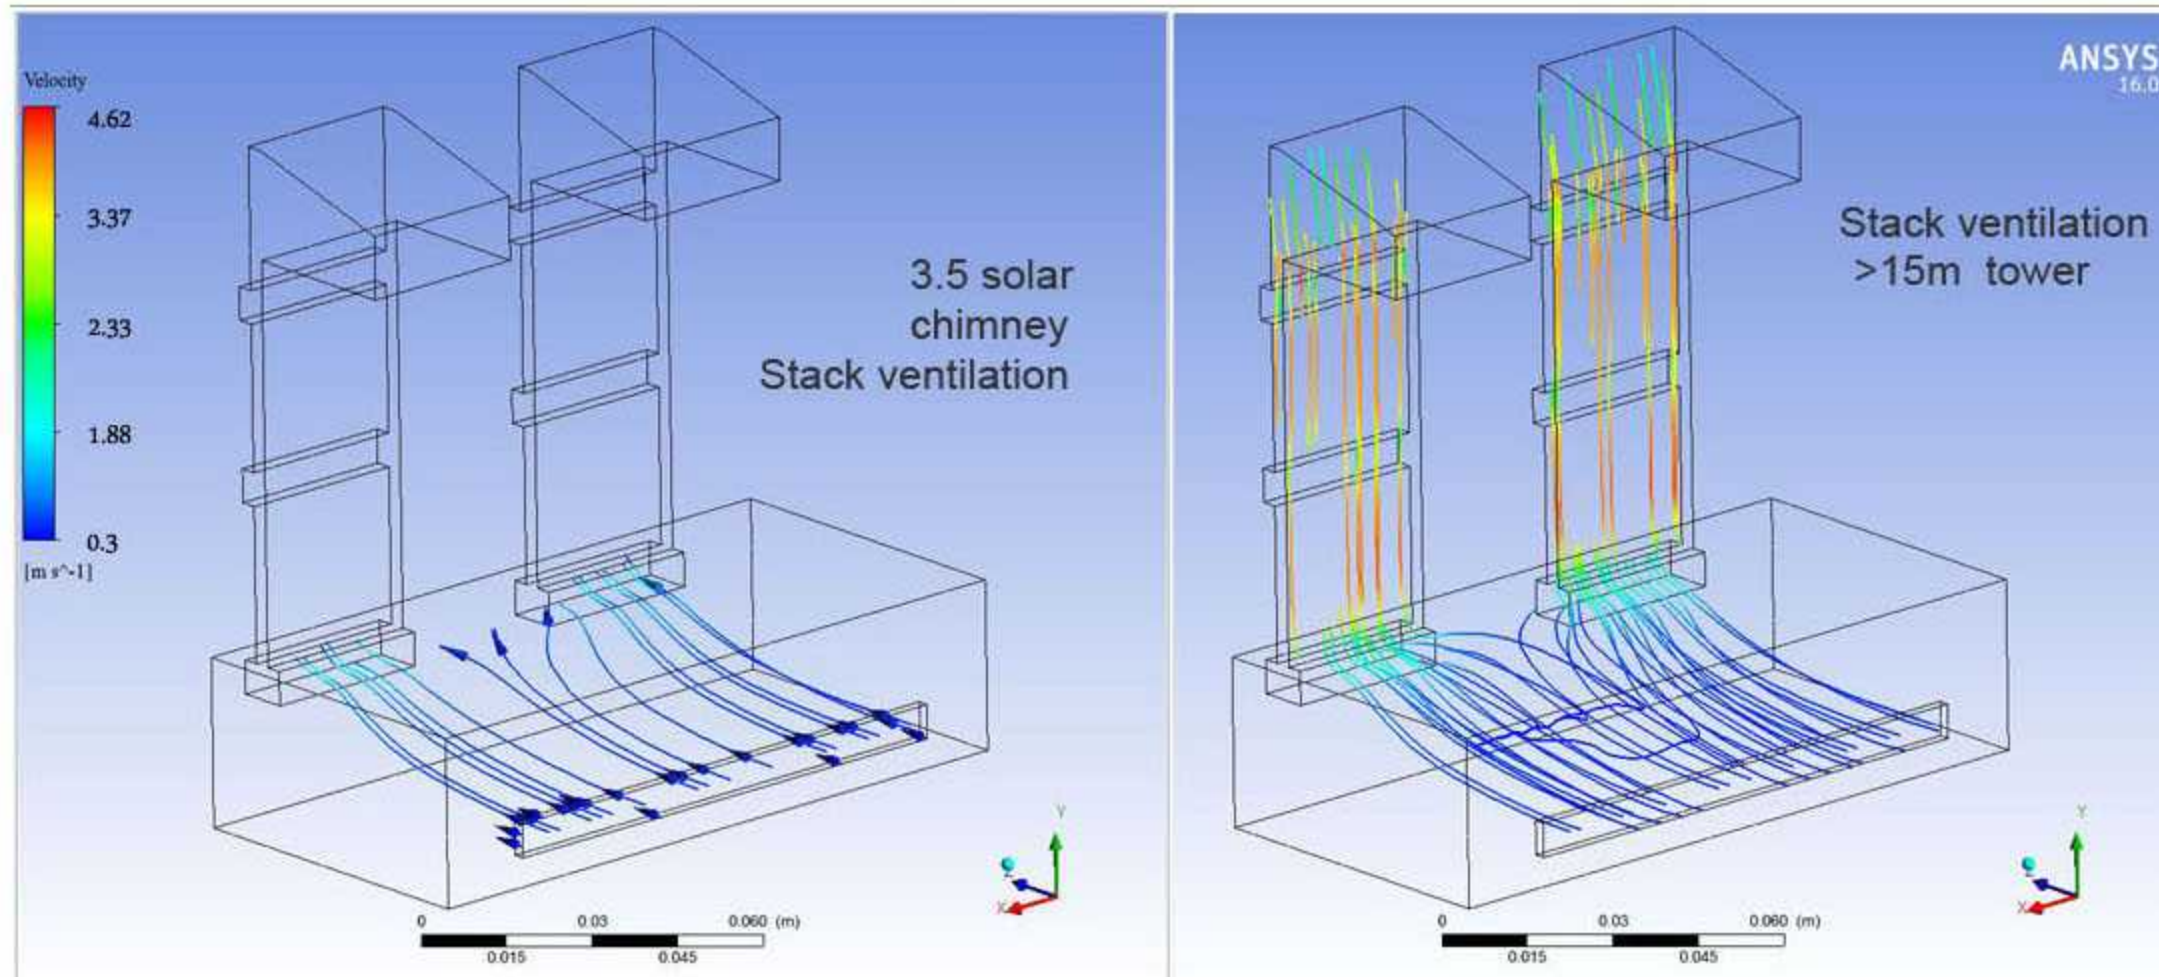 Velocity
4.62
3.37
2.33
1.88
0.3
[m s^-1]
3.5 solar
chimney
Stack ventilation
Y
Z
X
0 0.03 0.060 (m)
0.015 0.045
ANSYS
16.0
Stack ventilation
>15m tower
Y
Z
X
0 0.03 0.060 (m)
0.015 0.045